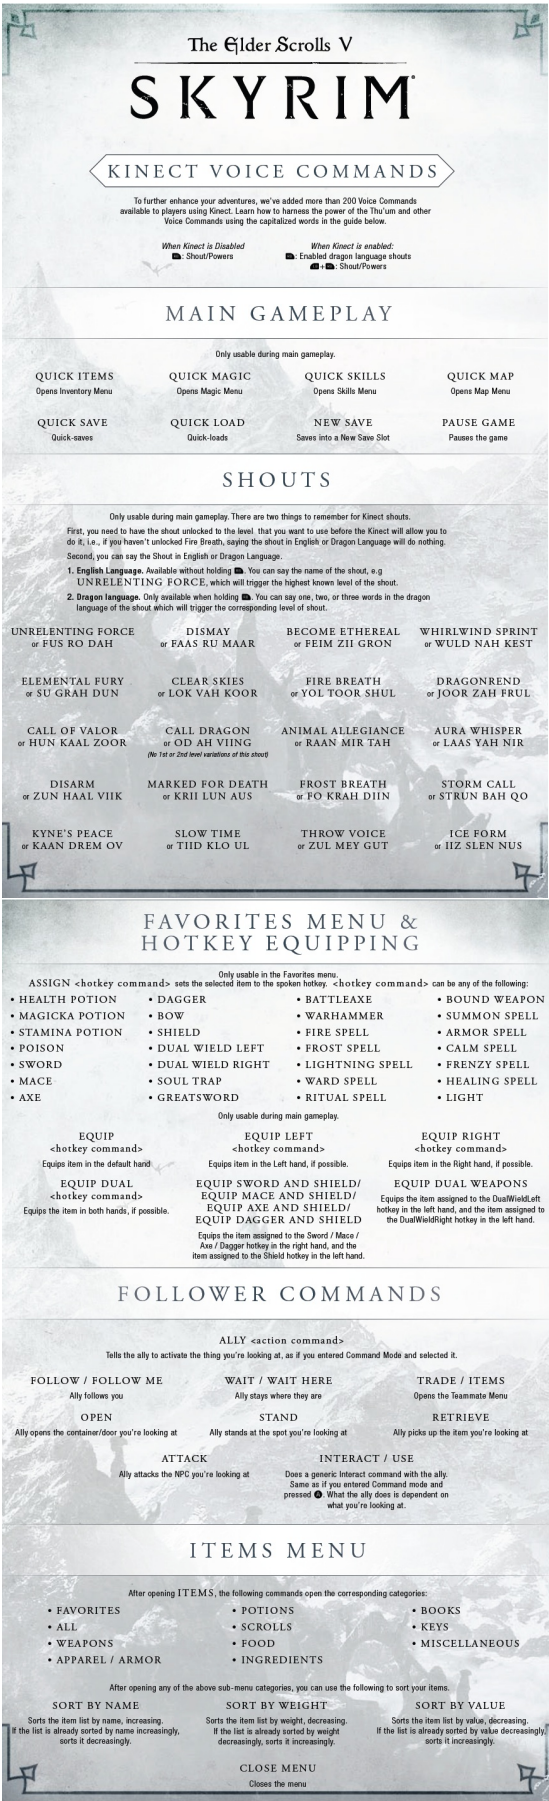 The Elder Scrolls V
SKYRIM
KINECT VOICE COMMANDS
To further enhance your adventures, we've added more than 200 Voice Commands
available to players using Kinect. Learn how to harness the power of the Thu'um and other
Voice Commands using the capitalized words in the guide below.
When Kinect is Disabled
: Shout/Powers
When Kinect is enabled:
: Enabled dragon language shouts
+ : Shout/Powers
MAIN GAMEPLAY
Only usable during main gameplay.
QUICK ITEMS
Opens Inventory Menu
QUICK MAGIC
Opens Magic Menu
QUICK SKILLS
Opens Skills Menu
QUICK MAP
Opens Map Menu
QUICK SAVE
Quick-saves
QUICK LOAD
Quick-loads
NEW SAVE
Saves into a New Save Slot
PAUSE GAME
Pauses the game
SHOUTS
Only usable during main gameplay. There are two things to remember for Kinect shouts.
First, you need to have the shout unlocked to the level that you want to use before the Kinect will allow you to
do it, i.e., if you haven't unlocked Fire Breath, saying the shout in English or Dragon Language will do nothing.
Second, you can say the Shout in English or Dragon Language.
1. English Language. Available without holding . You can say the name of the shout, e.g
UNRELENTING FORCE, which will trigger the highest known level of the shout.
2. Dragon language. Only available when holding . You can say one, two, or three words in the dragon
language of the shout which will trigger the corresponding level of shout.
UNRELENTING FORCE
or FUS RO DAH
DISMAY
or FAAS RU MAAR
BECOME ETHEREAL
or FEIM ZII GRON
WHIRLWIND SPRINT
or WULD NAH KEST
ELEMENTAL FURY
or SU GRAH DUN
CLEAR SKIES
or LOK VAH KOOR
FIRE BREATH
or YOL TOOR SHUL
DRAGONREND
or JOOR ZAH FRUL
CALL OF VALOR
or HUN KAAL ZOOR
CALL DRAGON
or OD AH VIING
(No 1st or 2nd level variations of this shout)
ANIMAL ALLEGIANCE
or RAAN MIR TAH
AURA WHISPER
or LAAS YAH NIR
DISARM
or ZUN HAAL VIIK
MARKED FOR DEATH
or KRII LUN AUS
FROST BREATH
or FO KRAH DIIN
STORM CALL
or STRUN BAH QO
KYNE'S PEACE
or KAAN DREM OV
SLOW TIME
or TIID KLO UL
THROW VOICE
or ZUL MEY GUT
ICE FORM
or IIZ SLEN NUS
FAVORITES MENU &
HOTKEY EQUIPPING
Only usable in the Favorites menu.
ASSIGN <hotkey command> sets the selected item to the spoken hotkey. <hotkey command> can be any of the following:
• HEALTH POTION
• MAGICKA POTION
• STAMINA POTION
• POISON
• SWORD
• MACE
• AXE
• DAGGER
• BOW
• SHIELD
• DUAL WIELD LEFT
• DUAL WIELD RIGHT
• SOUL TRAP
• GREATSWORD
• BATTLEAXE
• WARHAMMER
• FIRE SPELL
• FROST SPELL
• LIGHTNING SPELL
• WARD SPELL
• RITUAL SPELL
• BOUND WEAPON
• SUMMON SPELL
• ARMOR SPELL
• CALM SPELL
• FRENZY SPELL
• HEALING SPELL
• LIGHT
Only usable during main gameplay.
EQUIP
<hotkey command>
Equips item in the default hand
EQUIP LEFT
<hotkey command>
Equips item in the Left hand, if possible.
EQUIP RIGHT
<hotkey command>
Equips item in the Right hand, if possible.
EQUIP DUAL
<hotkey command>
Equips the item in both hands, if possible.
EQUIP SWORD AND SHIELD/
EQUIP MACE AND SHIELD/
EQUIP AXE AND SHIELD/
EQUIP DAGGER AND SHIELD
Equips the item assigned to the Sword / Mace /
Axe / Dagger hotkey in the right hand, and the
item assigned to the Shield hotkey in the left hand.
EQUIP DUAL WEAPONS
Equips the item assigned to the DualWieldLeft
hotkey in the left hand, and the item assigned to
the DualWieldRight hotkey in the left hand.
FOLLOWER COMMANDS
ALLY <action command>
Tells the ally to activate the thing you're looking at, as if you entered Command Mode and selected it.
FOLLOW / FOLLOW ME
Ally follows you
WAIT / WAIT HERE
Ally stays where they are
TRADE / ITEMS
Opens the Teammate Menu
OPEN
Ally opens the container/door you're looking at
STAND
Ally stands at the spot you're looking at
RETRIEVE
Ally picks up the item you're looking at
ATTACK
Ally attacks the NPC you're looking at
INTERACT / USE
Does a generic Interact command with the ally.
Same as if you entered Command mode and
pressed A. What the ally does is dependent on
what you're looking at.
ITEMS MENU
After opening ITEMS, the following commands open the corresponding categories:
• FAVORITES
• ALL
• WEAPONS
• APPAREL / ARMOR
• POTIONS
• SCROLLS
• FOOD
• INGREDIENTS
• BOOKS
• KEYS
• MISCELLANEOUS
After opening any of the above sub-menu categories, you can use the following to sort your items.
SORT BY NAME
Sorts the item list by name, increasing.
If the list is already sorted by name increasingly,
sorts it decreasingly.
SORT BY WEIGHT
Sorts the item list by weight, decreasing.
If the list is already sorted by weight
decreasingly, sorts it increasingly.
SORT BY VALUE
Sorts the item list by value, decreasing.
If the list is already sorted by value decreasingly,
sorts it increasingly.
CLOSE MENU
Closes the menu